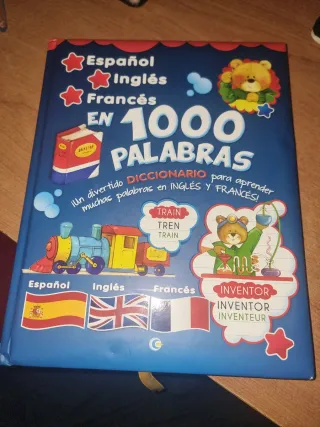 Español
Inglés
Francés
EN 1000
PALABRAS
¡Un divertido DICCIONARIO para aprender
muchas palabras en INGLÉS Y FRANCÉS!
TRAIN
TREN
TRAIN
INVENTOR
INVENTOR
INVENTEUR
Español Inglés Francés